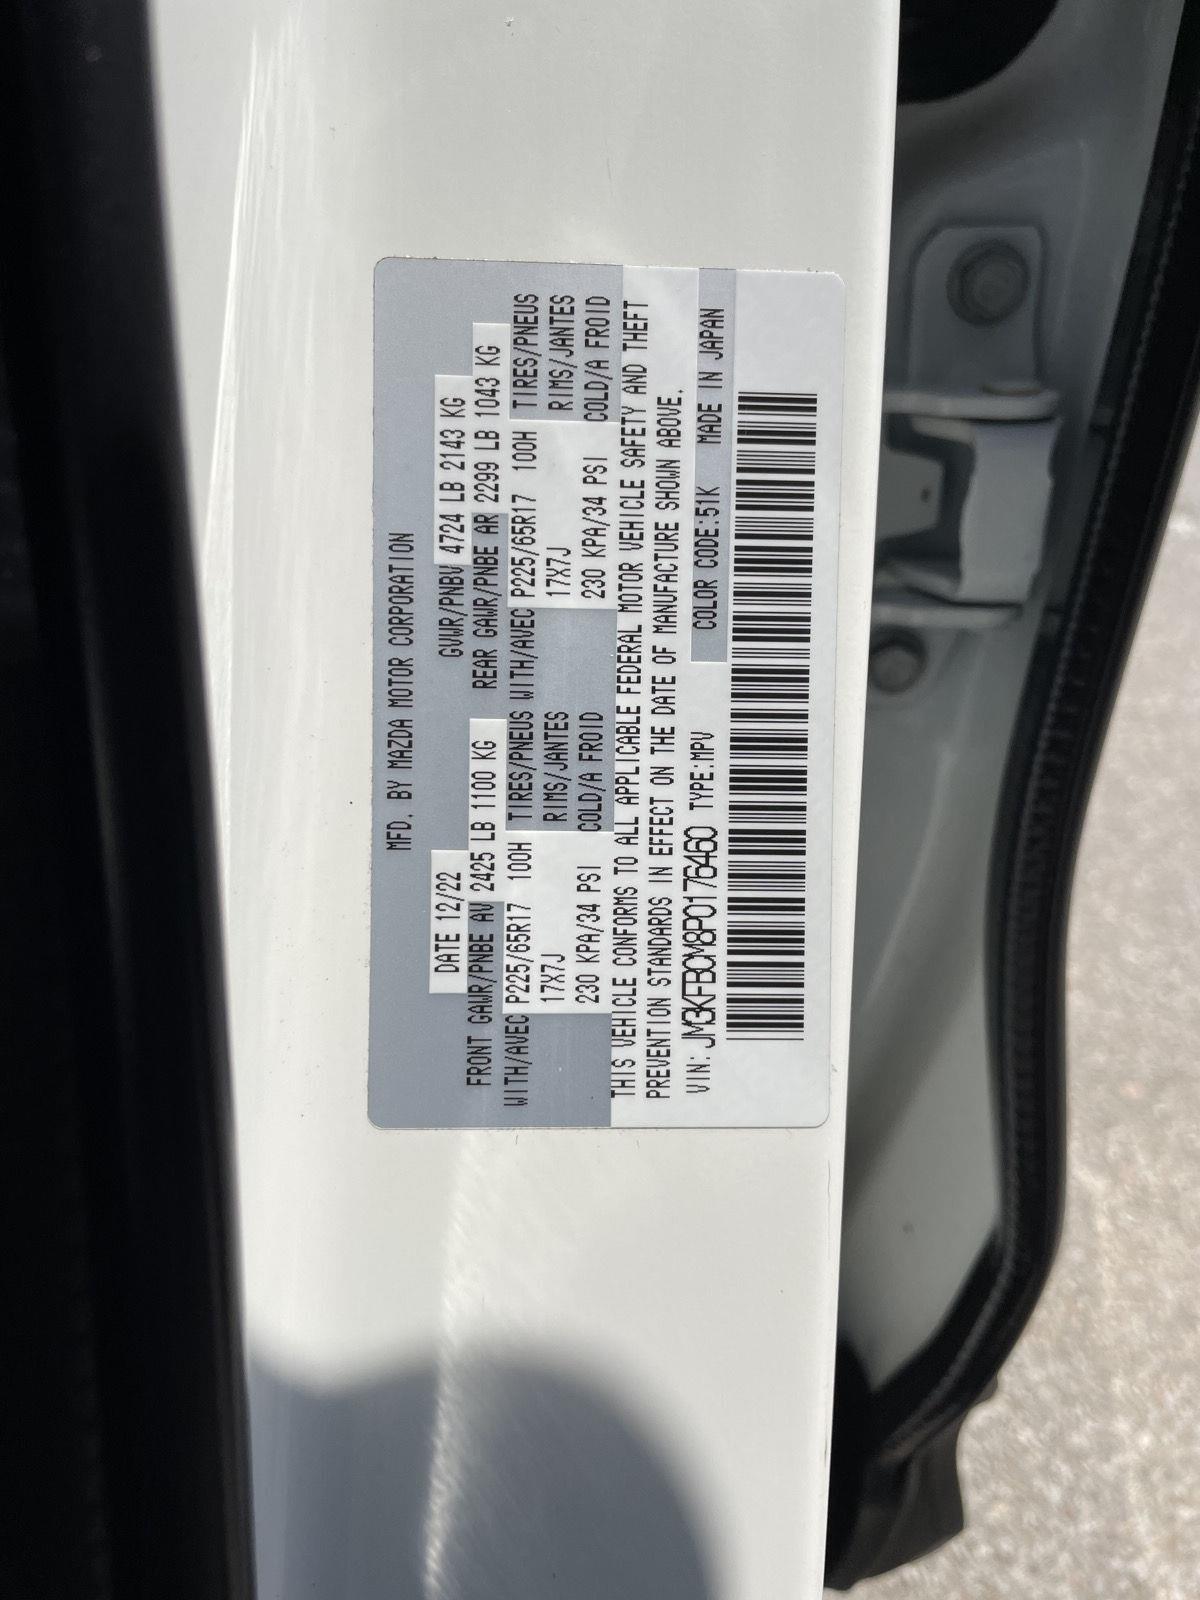 MFD. BY MAZDA MOTOR CORPORATION
DATE 12/22 GVWR/PNBV 4724 LB 2143 KG
FRONT GAWR/PNBE AV 2425 LB 1100 KG REAR GAWR/PNBE AR 2299 LB 1043 KG
WITH/AVEC P225/65R17 100H TIRES/PNEUS WITH/AVEC P225/65R17 100H TIRES/PNEUS
17X7J RIMS/JANTES 17X7J RIMS/JANTES
230 KPA/34 PSI COLD/A FROID 230 KPA/34 PSI COLD/A FROID
THIS VEHICLE CONFORMS TO ALL APPLICABLE FEDERAL MOTOR VEHICLE SAFETY AND THEFT
PREVENTION STANDARDS IN EFFECT ON THE DATE OF MANUFACTURE SHOWN ABOVE.
VIN: JM3KFBCM8P0176460 TYPE:MPV COLOR CODE:51K MADE IN JAPAN